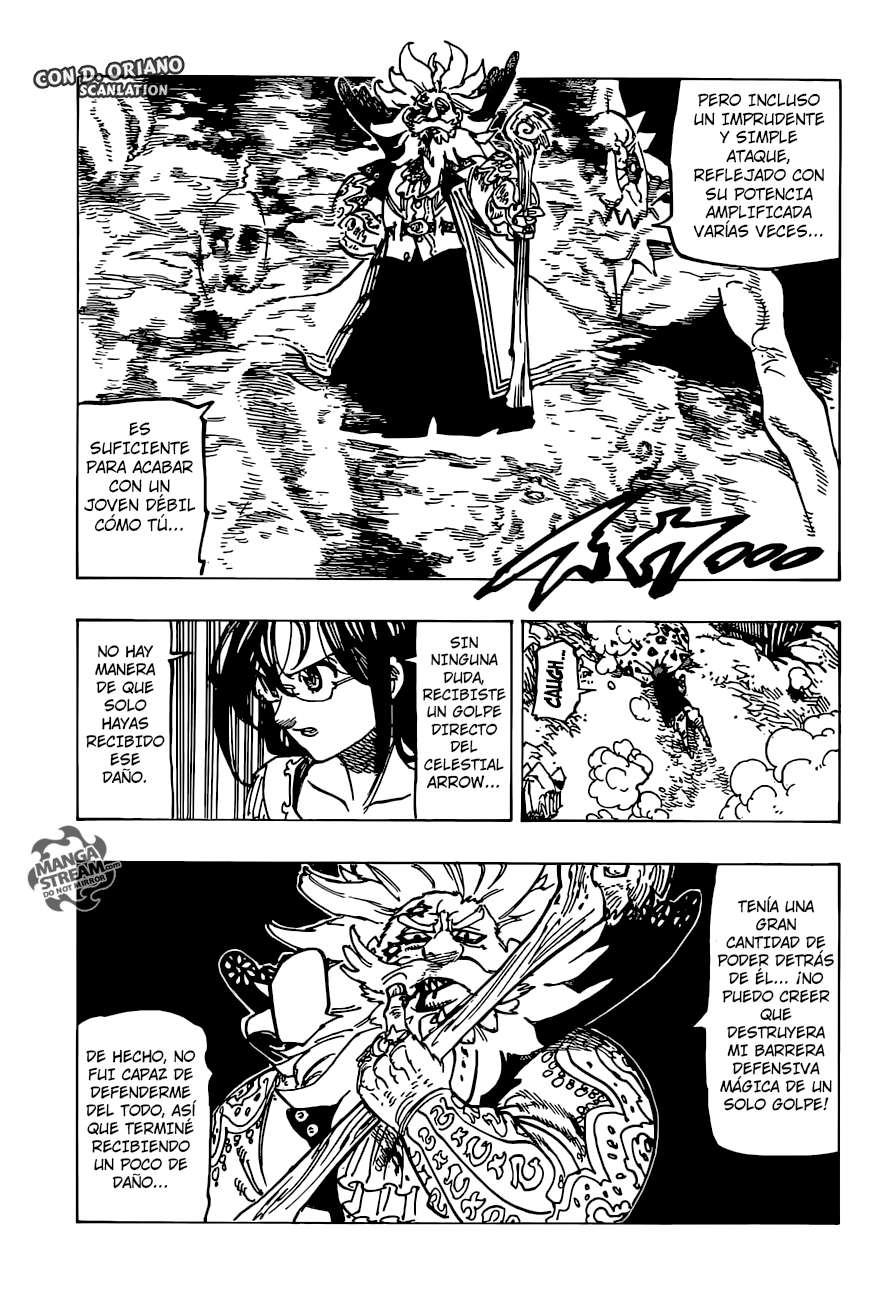 CON D. ORIANO
SCANLATION
PERO INCLUSO
UN IMPRUDENTE
Y SIMPLE
ATAQUE,
REFLEJADO CON
SU POTENCIA
AMPLIFICADA
VARÍAS VECES...
ES
SUFICIENTE
PARA ACABAR
CON UN
JOVEN DÉBIL
CÓMO TÚ...
CAUGH...
SIN
NINGUNA
DUDA,
RECIBISTE
UN GOLPE
DIRECTO
DEL
CELESTIAL
ARROW...
NO HAY
MANERA
DE QUE
SOLO
HAYAS
RECIBIDO
ESE
DAÑO.
MANGA
STREAM.com
DO NOT MIRROR
TENÍA UNA
GRAN
CANTIDAD DE
PODER DETRÁS
DE ÉL... ¡NO
PUEDO CREER
QUE
DESTRUYERA
MI BARRERA
DEFENSIVA
MÁGICA DE UN
SOLO GOLPE!
DE HECHO, NO
FUI CAPAZ DE
DEFENDERME
DEL TODO, ASÍ
QUE TERMINÉ
RECIBIENDO
UN POCO DE
DAÑO...